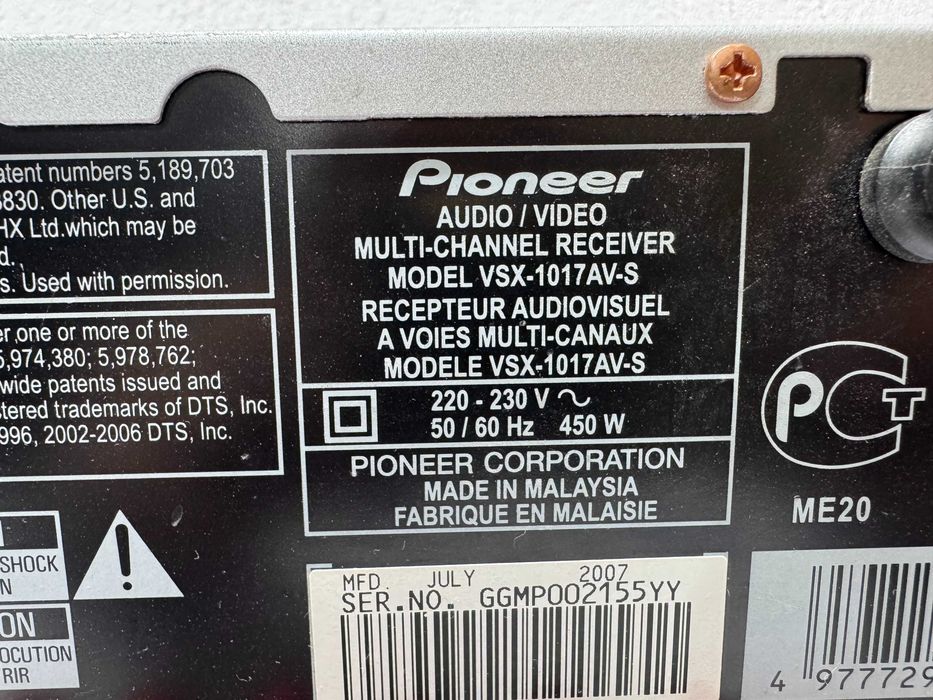 atent numbers 5,189,703
830. Other U.S. and
HX Ltd.which may be
d.
s. Used with permission.
er,one or more of the
5,974,380; 5,978,762;
wide patents issued and
stered trademarks of DTS, Inc.
996, 2002-2006 DTS, Inc.
SHOCK
N
ON
OCUTION
RIR
Pioneer
AUDIO / VIDEO
MULTI-CHANNEL RECEIVER
MODEL VSX-1017AV-S
RECEPTEUR AUDIOVISUEL
A VOIES MULTI-CANAUX
MODELE VSX-1017AV-S
220 - 230 V ~
50 / 60 Hz 450 W
PIONEER CORPORATION
MADE IN MALAYSIA
FABRIQUE EN MALAISIE
MFD. JULY 2007
SER.NO. GGMP002155YY
PCT
ME20
4 977729